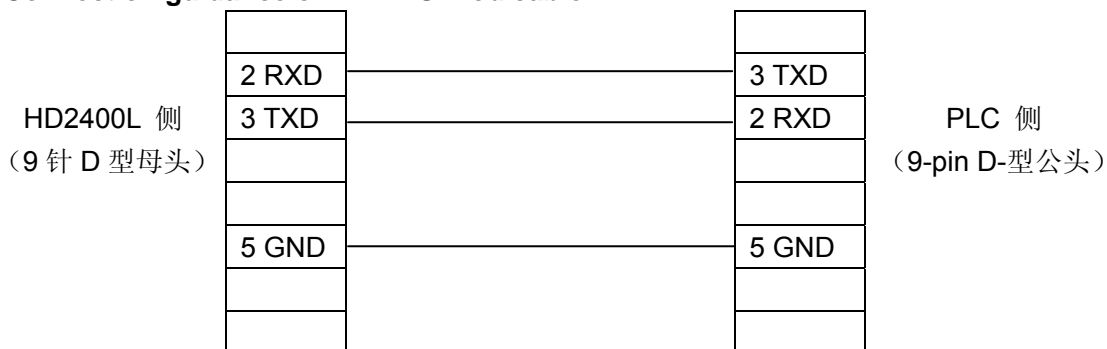 2 RXD 3 TXD
HD2400L 侧 3 TXD 2 RXD PLC 侧
（9 针 D 型母头） （9-pin D-型公头）
5 GND 5 GND